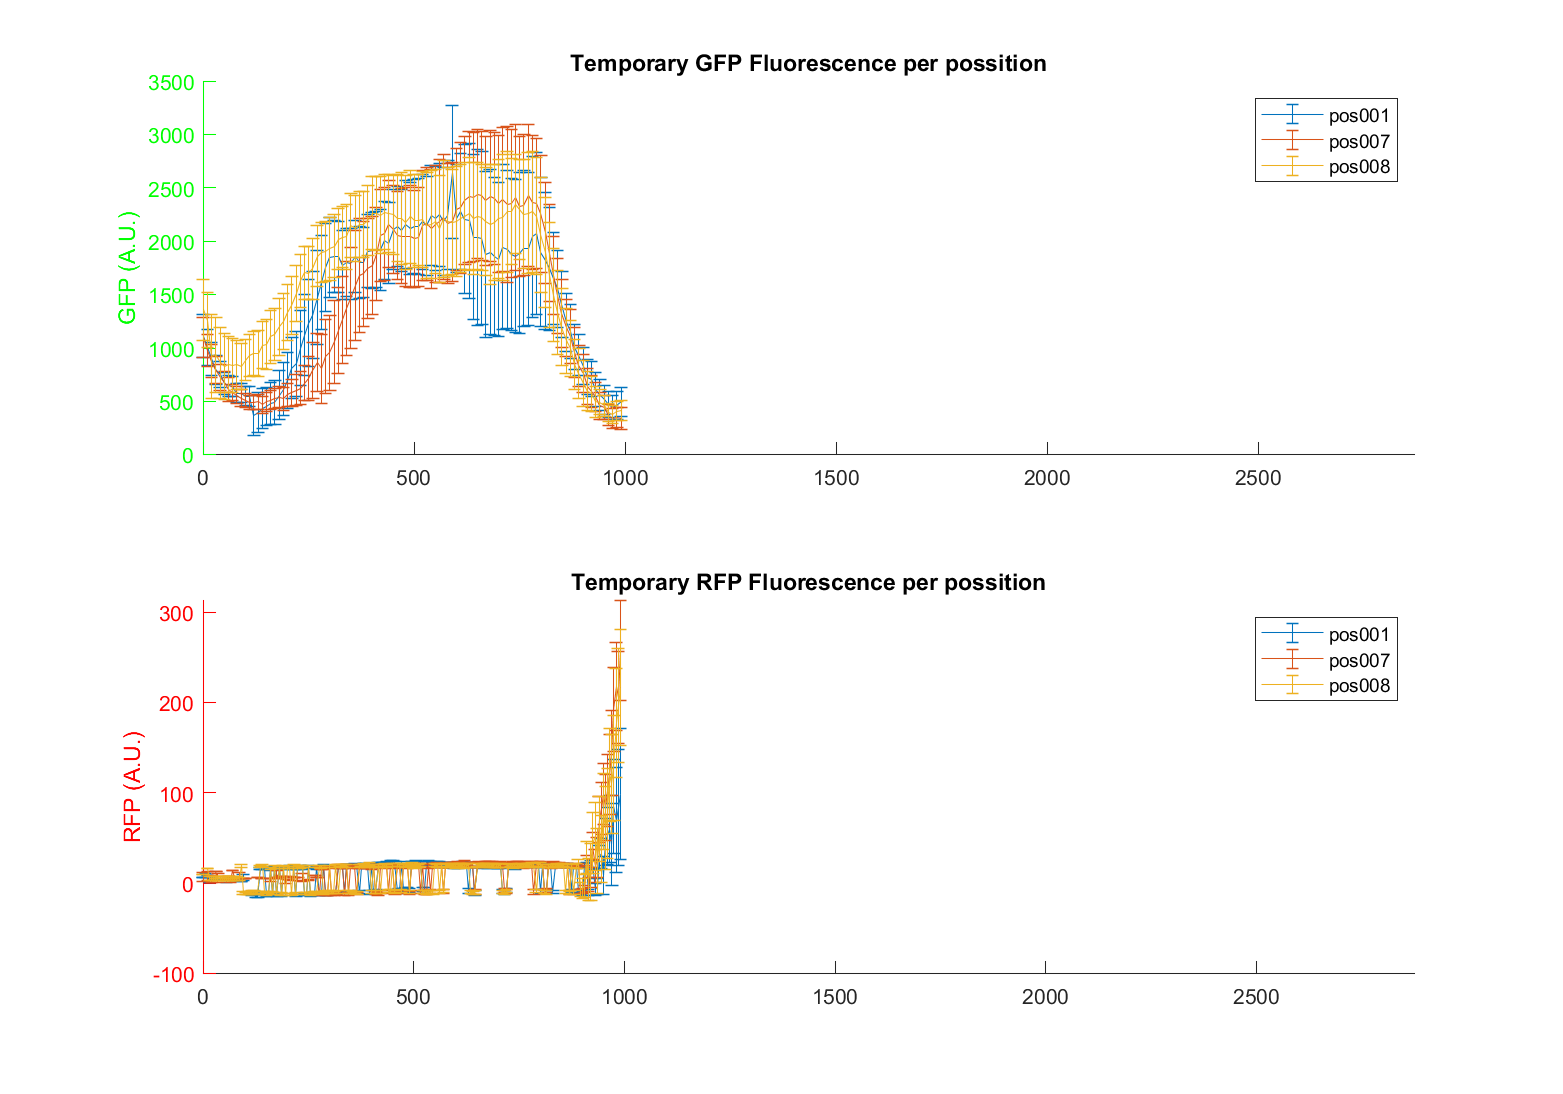 Temporary GFP Fluorescence per possition
3500
3000
2500
2000
1500
1000
500
0
GFP (A.U.)
0 500 1000 1500 2000 2500
pos001
pos007
pos008
Temporary RFP Fluorescence per possition
300
200
100
0
-100
RFP (A.U.)
0 500 1000 1500 2000 2500
pos001
pos007
pos008